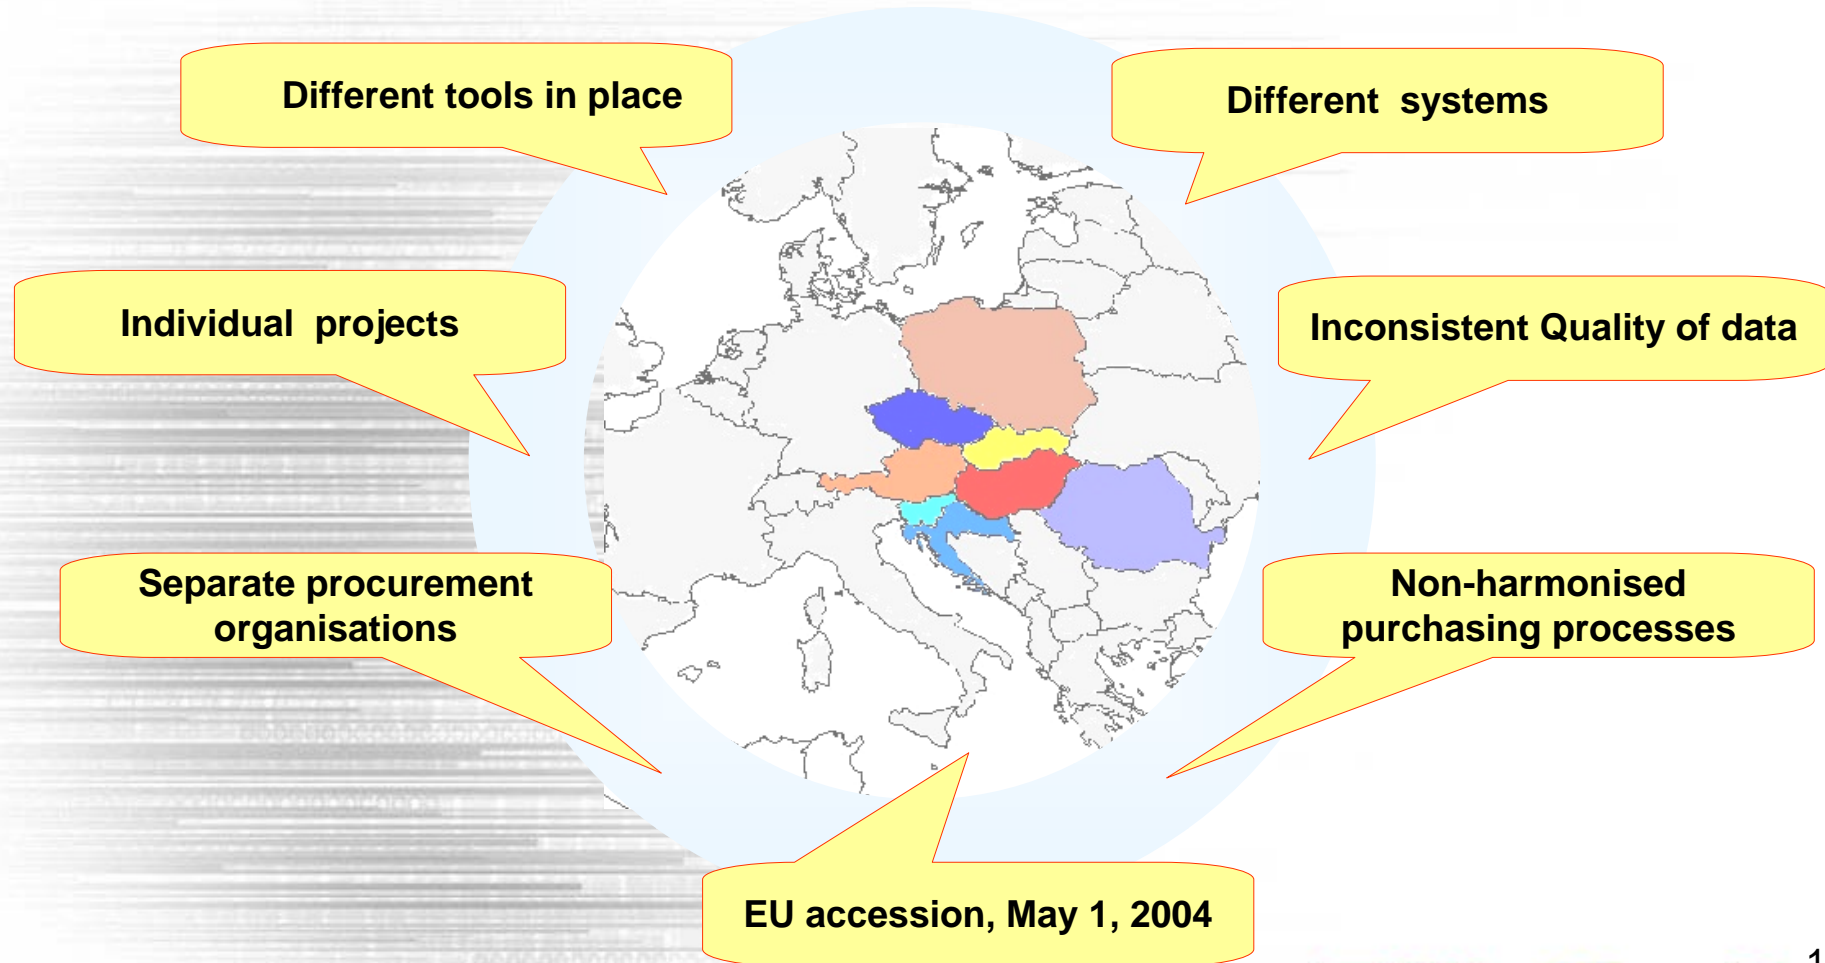 Different tools in place
Different systems
Individual projects
Inconsistent Quality of data
Separate procurement
organisations
Non-harmonised
purchasing processes
EU accession, May 1, 2004
1